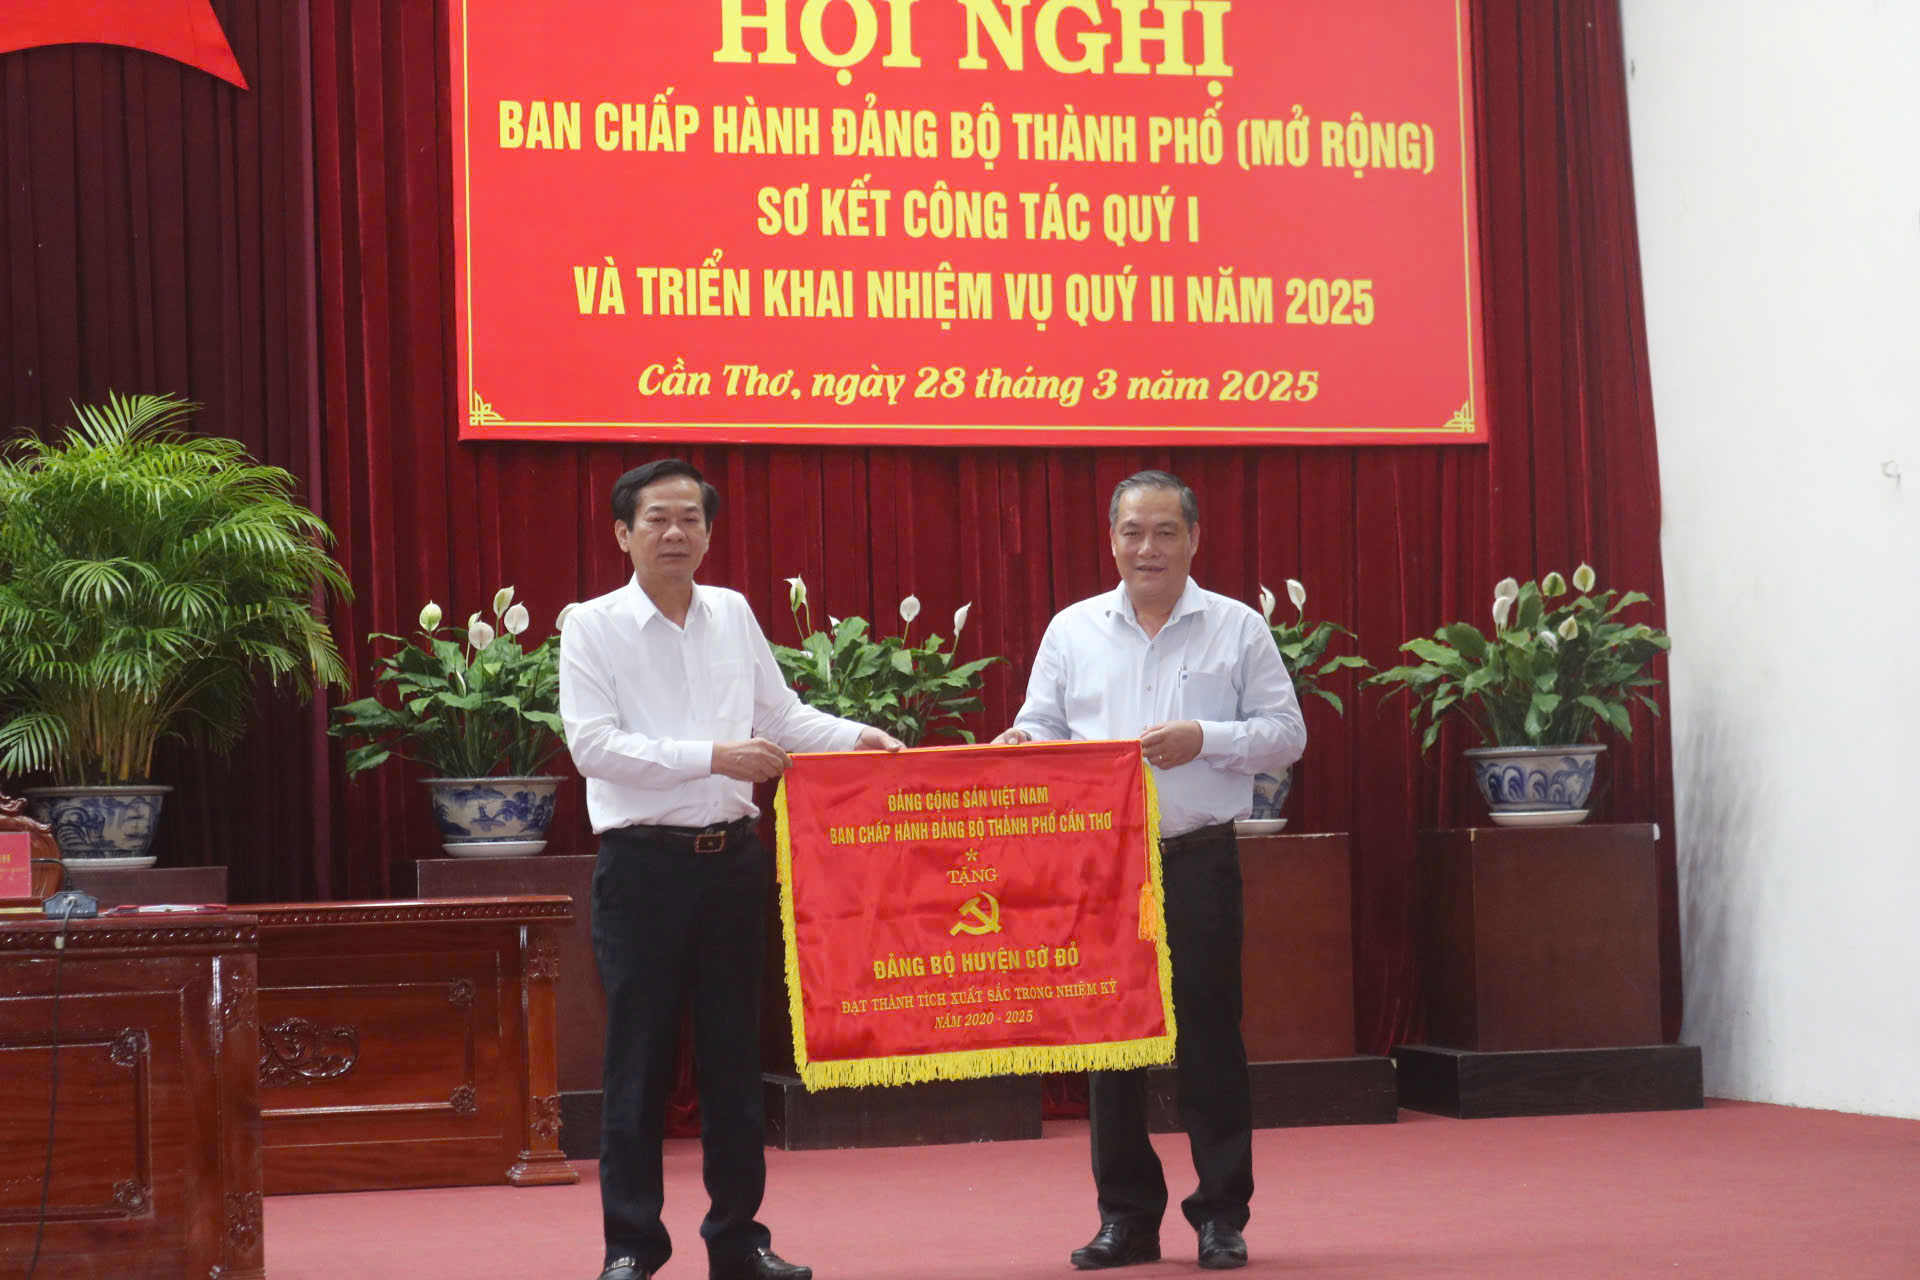 HỘI NGHỊ
BAN CHẤP HÀNH ĐẢNG BỘ THÀNH PHỐ (MỞ RỘNG)
SƠ KẾT CÔNG TÁC QUÝ I
VÀ TRIỂN KHAI NHIỆM VỤ QUÝ II NĂM 2025
Cần Thơ, ngày 28 tháng 3 năm 2025
ĐẢNG CỘNG SẢN VIỆT NAM
BAN CHẤP HÀNH ĐẢNG BỘ THÀNH PHỐ CẦN THƠ
*
TẶNG
ĐẢNG BỘ HUYỆN CỜ ĐỎ
ĐẠT THÀNH TÍCH XUẤT SẮC TRONG NHIỆM KỲ
NĂM 2020 - 2025